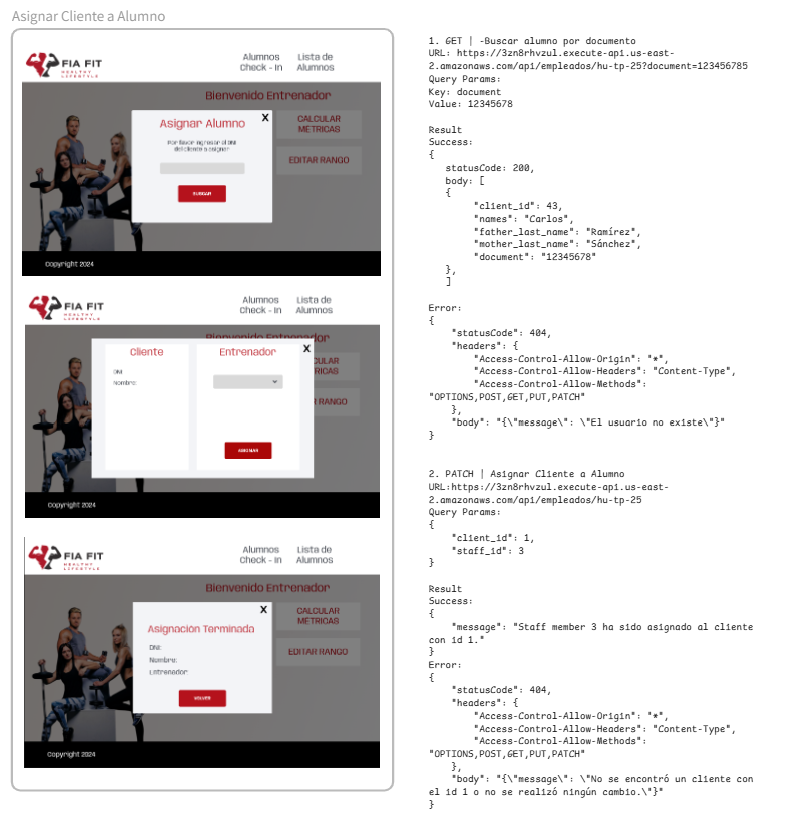 Asignar Cliente a Alumno
FIA FIT
HEALTHY
LIFESTYLE
Alumnos
Check - In
Lista de
Alumnos
Bienvenido Entrenador
Asignar Alumno
X
Por favor ingresar el DNI
del cliente a asignar
BUSCAR
CALCULAR
METRICAS
EDITAR RANGO
Copyright 2024
FIA FIT
HEALTHY
LIFESTYLE
Alumnos
Check - In
Lista de
Alumnos
Bienvenido Entrenador
X
Cliente
DNI
Nombre:
Entrenador
ASIGNAR
CULAR
RICAS
RANGO
Copyright 2024
FIA FIT
HEALTHY
LIFESTYLE
Alumnos
Check - In
Lista de
Alumnos
Bienvenido Entrenador
X
Asignación Terminada
DNI:
Nombre:
Entrenador:
VOLVER
CALCULAR
METRICAS
EDITAR RANGO
Copyright 2024
1. GET | -Buscar alumno por documento
URL: https://3zn8rhvzul.execute-api.us-east-
2.amazonaws.com/api/empleados/hu-tp-25?document=123456785
Query Params:
Key: document
Value: 12345678
Result
Success:
{
statusCode: 200,
body: [
{
"client_id": 43,
"names": "Carlos",
"father_last_name": "Ramírez",
"mother_last_name": "Sánchez",
"document": "12345678"
},
]
Error:
{
"statusCode": 404,
"headers": {
"Access-Control-Allow-Origin": "*",
"Access-Control-Allow-Headers": "Content-Type",
"Access-Control-Allow-Methods":
"OPTIONS,POST,GET,PUT,PATCH"
},
"body": "{\"message\": \"El usuario no existe\"}"
}
2. PATCH | Asignar Cliente a Alumno
URL:https://3zn8rhvzul.execute-api.us-east-
2.amazonaws.com/api/empleados/hu-tp-25
Query Params:
{
"client_id": 1,
"staff_id": 3
}
Result
Success:
{
"message": "Staff member 3 ha sido asignado al cliente
con id 1."
}
Error:
{
"statusCode": 404,
"headers": {
"Access-Control-Allow-Origin": "*",
"Access-Control-Allow-Headers": "Content-Type",
"Access-Control-Allow-Methods":
"OPTIONS,POST,GET,PUT,PATCH"
},
"body": "{\"message\": \"No se encontró un cliente con
el id 1 o no se realizó ningún cambio.\"}"
}